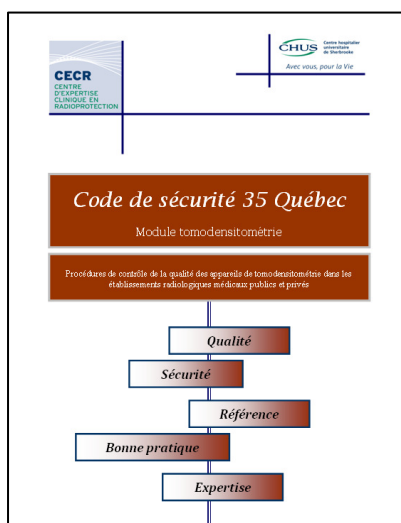 CECR
CENTRE
D'EXPERTISE
CLINIQUE EN
RADIOPROTECTION
CHUS
Centre hospitalier
universitaire
de Sherbrooke
Avec vous, pour la Vie
Code de sécurité 35 Québec
Module tomodensitométrie
Procédures de contrôle de la qualité des appareils de tomodensitométrie dans les
établissements radiologiques médicaux publics et privés
Qualité
Sécurité
Référence
Bonne pratique
Expertise